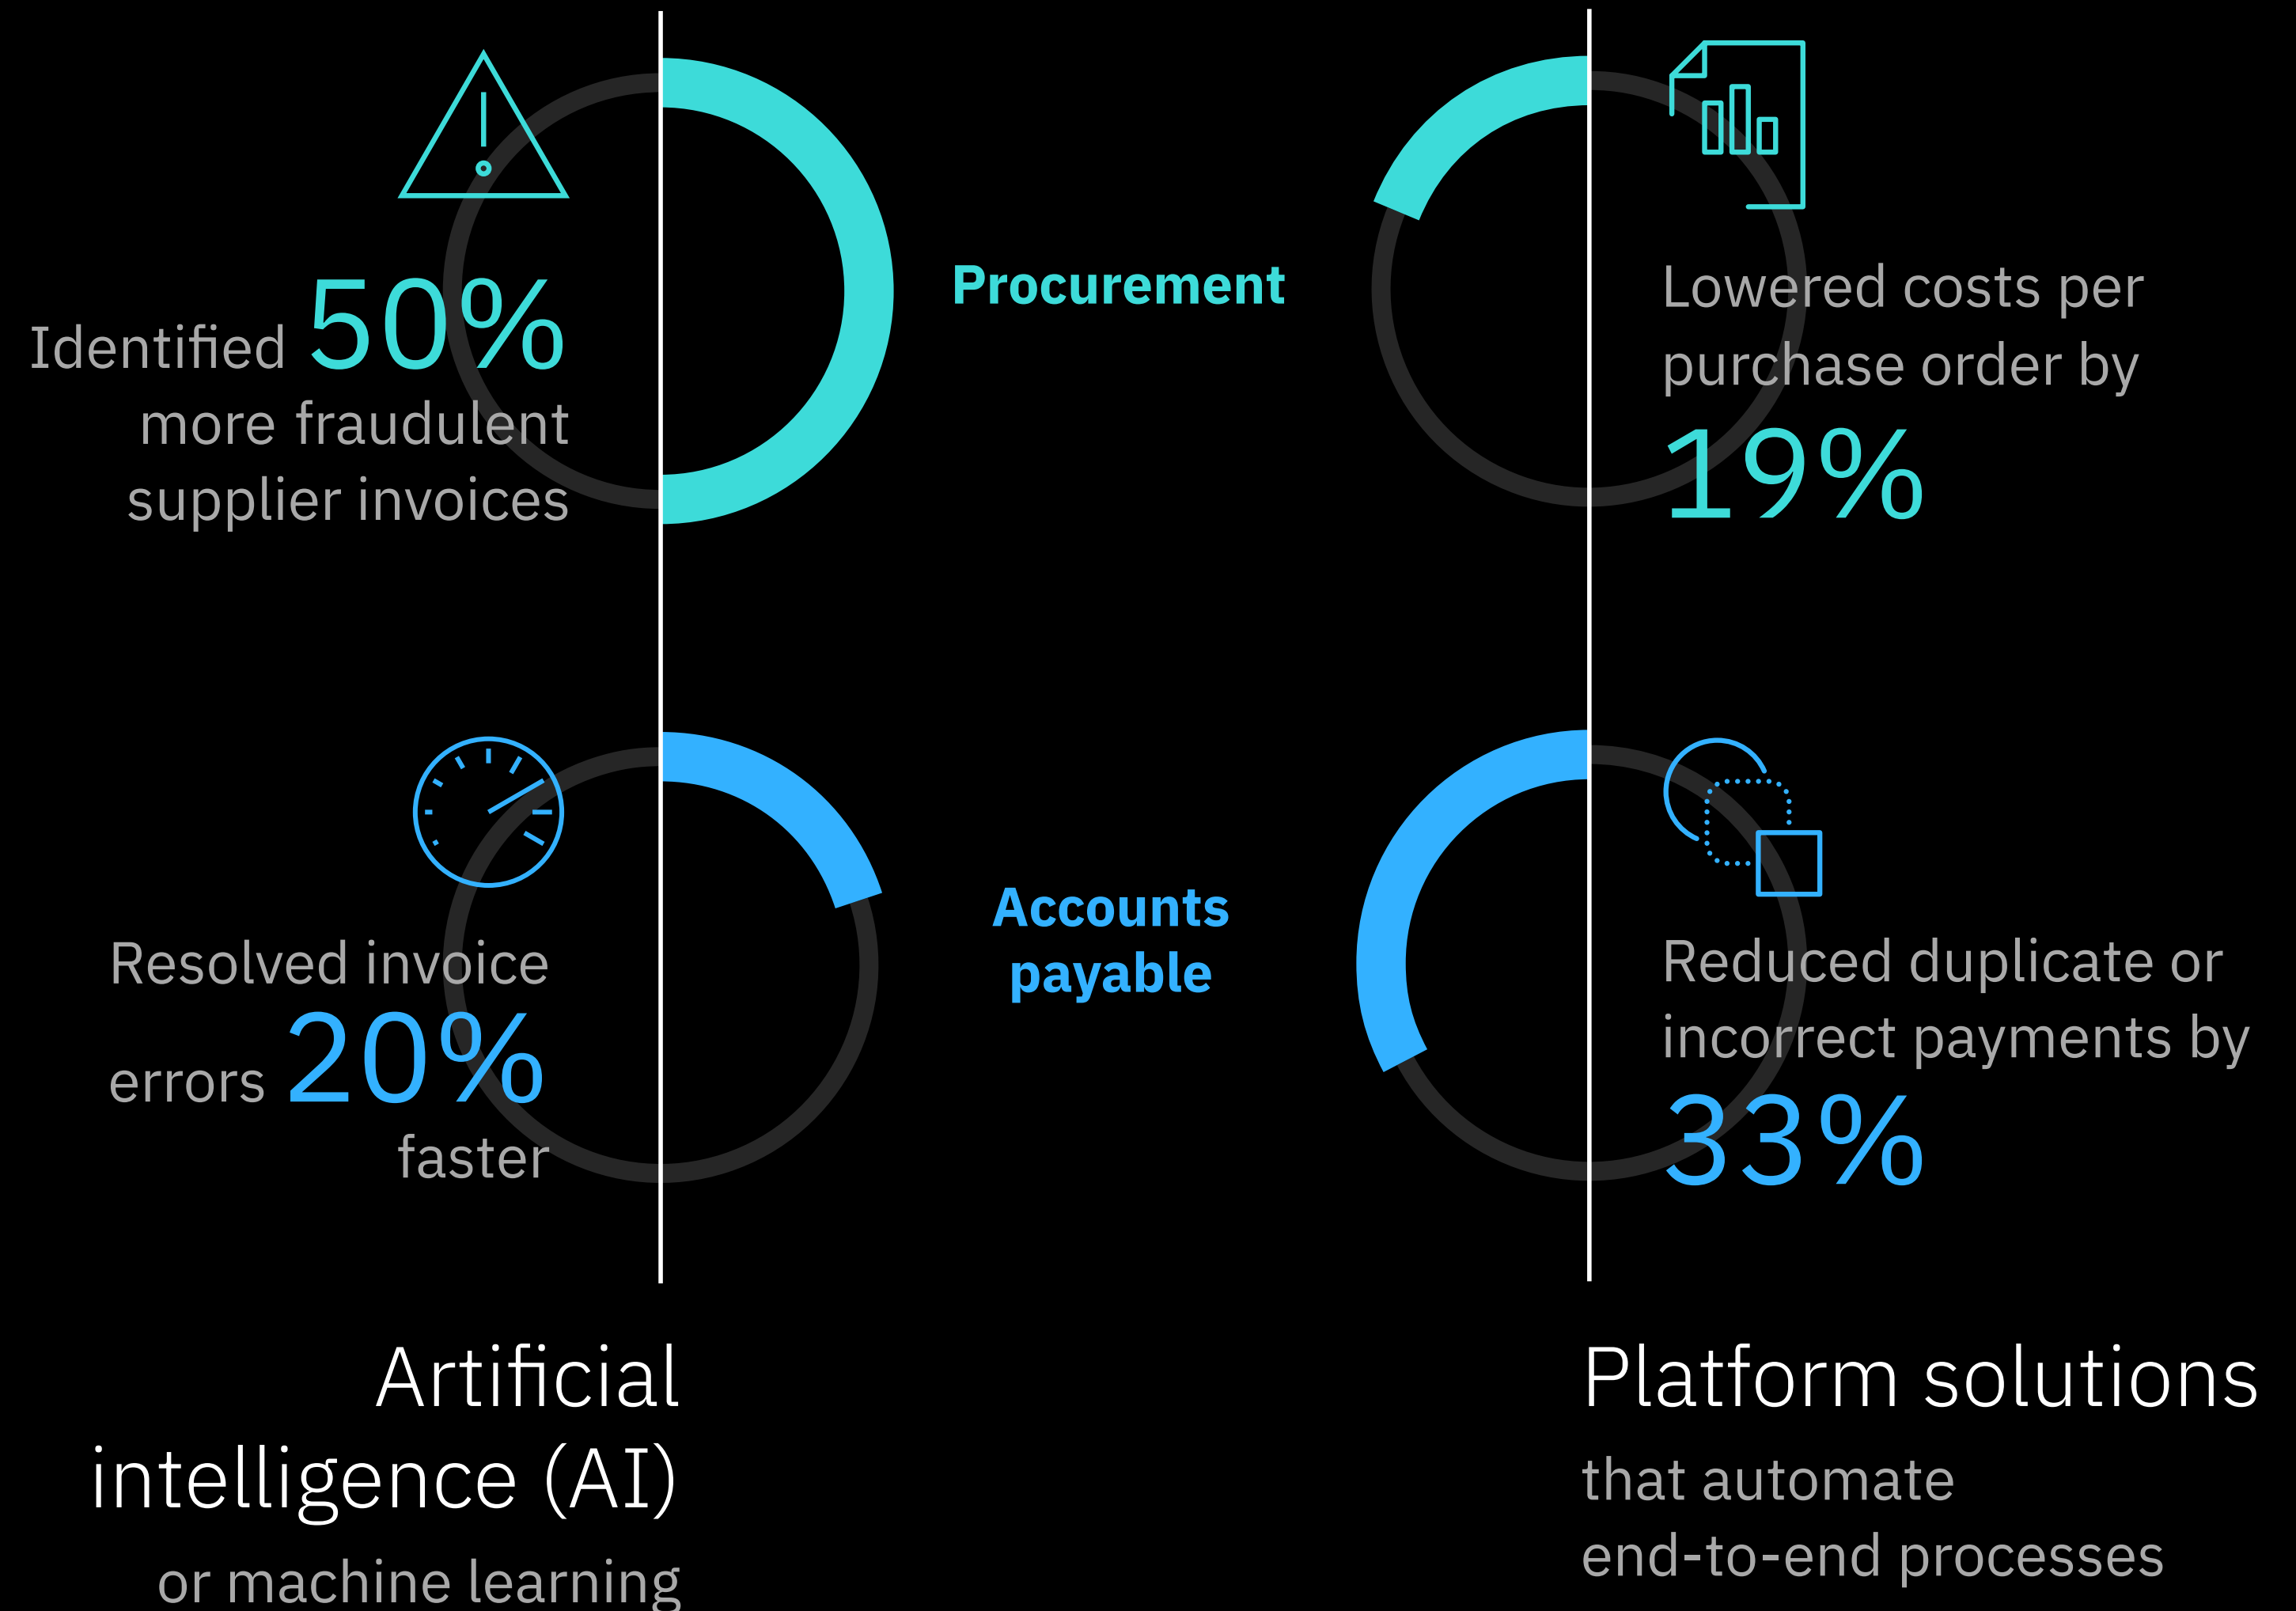 Identified 50%
more fraudulent
supplier invoices
Procurement
Lowered costs per
purchase order by
19%
Resolved invoice
errors 20%
faster
Accounts
payable
Reduced duplicate or
incorrect payments by
33%
Artificial
intelligence (AI)
or machine learning
Platform solutions
that automate
end-to-end processes